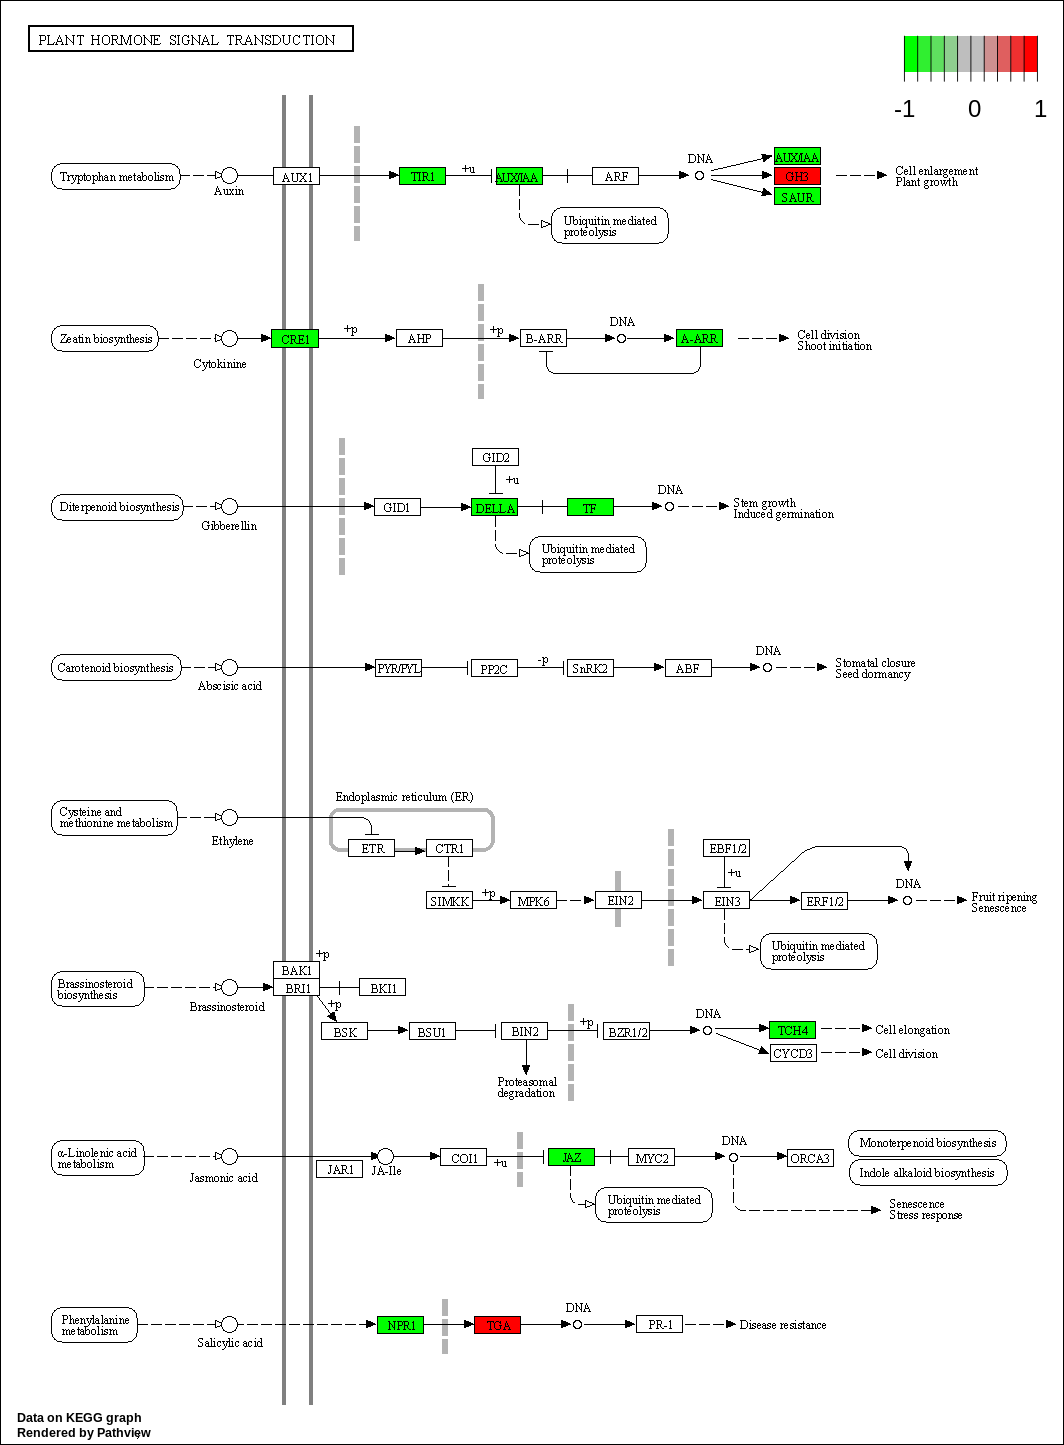 PLANT HORMONE SIGNAL TRANSDUCTION
-1 0 1
Tryptophan metabolism
Auxin
AUX1
TIR1
+u
AUX/IAA
ARF
DNA
AUX/IAA
GH3
SAUR
Cell enlargement
Plant growth
Ubiquitin mediated
proteolysis
Zeatin biosynthesis
Cytokinine
CRE1
+p
AHP
+p
B-ARR
DNA
A-ARR
Cell division
Shoot initiation
Diterpenoid biosynthesis
Gibberellin
GID2
+u
GID1
DELLA
TF
DNA
Stem growth
Induced germination
Ubiquitin mediated
proteolysis
Carotenoid biosynthesis
Abscisic acid
PYR/PYL
PP2C
-p
SnRK2
ABF
DNA
Stomatal closure
Seed dormancy
Cysteine and
methionine metabolism
Ethylene
Endoplasmic reticulum (ER)
ETR
CTR1
SIMKK
+p
MPK6
EIN2
EBF1/2
+u
EIN3
ERF1/2
DNA
Fruit ripening
Senescence
Ubiquitin mediated
proteolysis
Brassinosteroid
biosynthesis
Brassinosteroid
+p
BAK1
BRI1
BKI1
+p
BSK
BSU1
BIN2
+p
BZR1/2
DNA
TCH4
CYCD3
Cell elongation
Cell division
Proteasomal
degradation
α-Linolenic acid
metabolism
Jasmonic acid
JAR1
JA-Ile
COI1
+u
JAZ
MYC2
DNA
ORCA3
Monoterpenoid biosynthesis
Indole alkaloid biosynthesis
Ubiquitin mediated
proteolysis
Senescence
Stress response
Phenylalanine
metabolism
Salicylic acid
NPR1
TGA
DNA
PR-1
Disease resistance
Data on KEGG graph
Rendered by Pathview